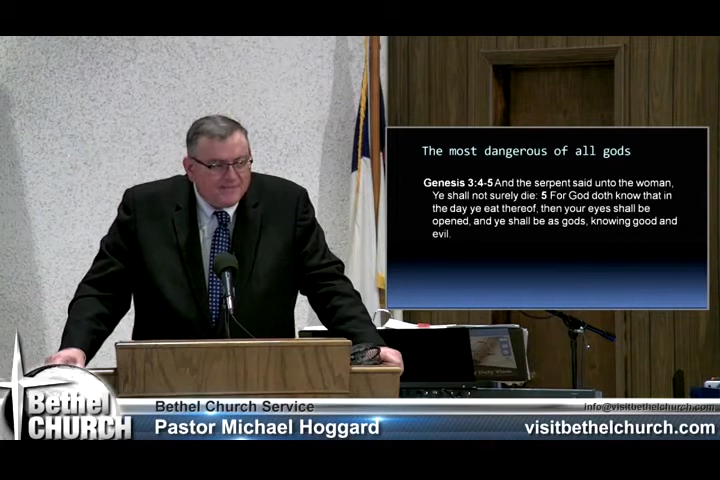 The most dangerous of all gods
Genesis 3:4-5 And the serpent said unto the woman,
Ye shall not surely die: 5 For God doth know that in
the day ye eat thereof, then your eyes shall be
opened, and ye shall be as gods, knowing good and
evil.
Bethel
CHURCH
Bethel Church Service
info@visitbethelchurch.com
Pastor Michael Hoggard
visitbethelchurch.com